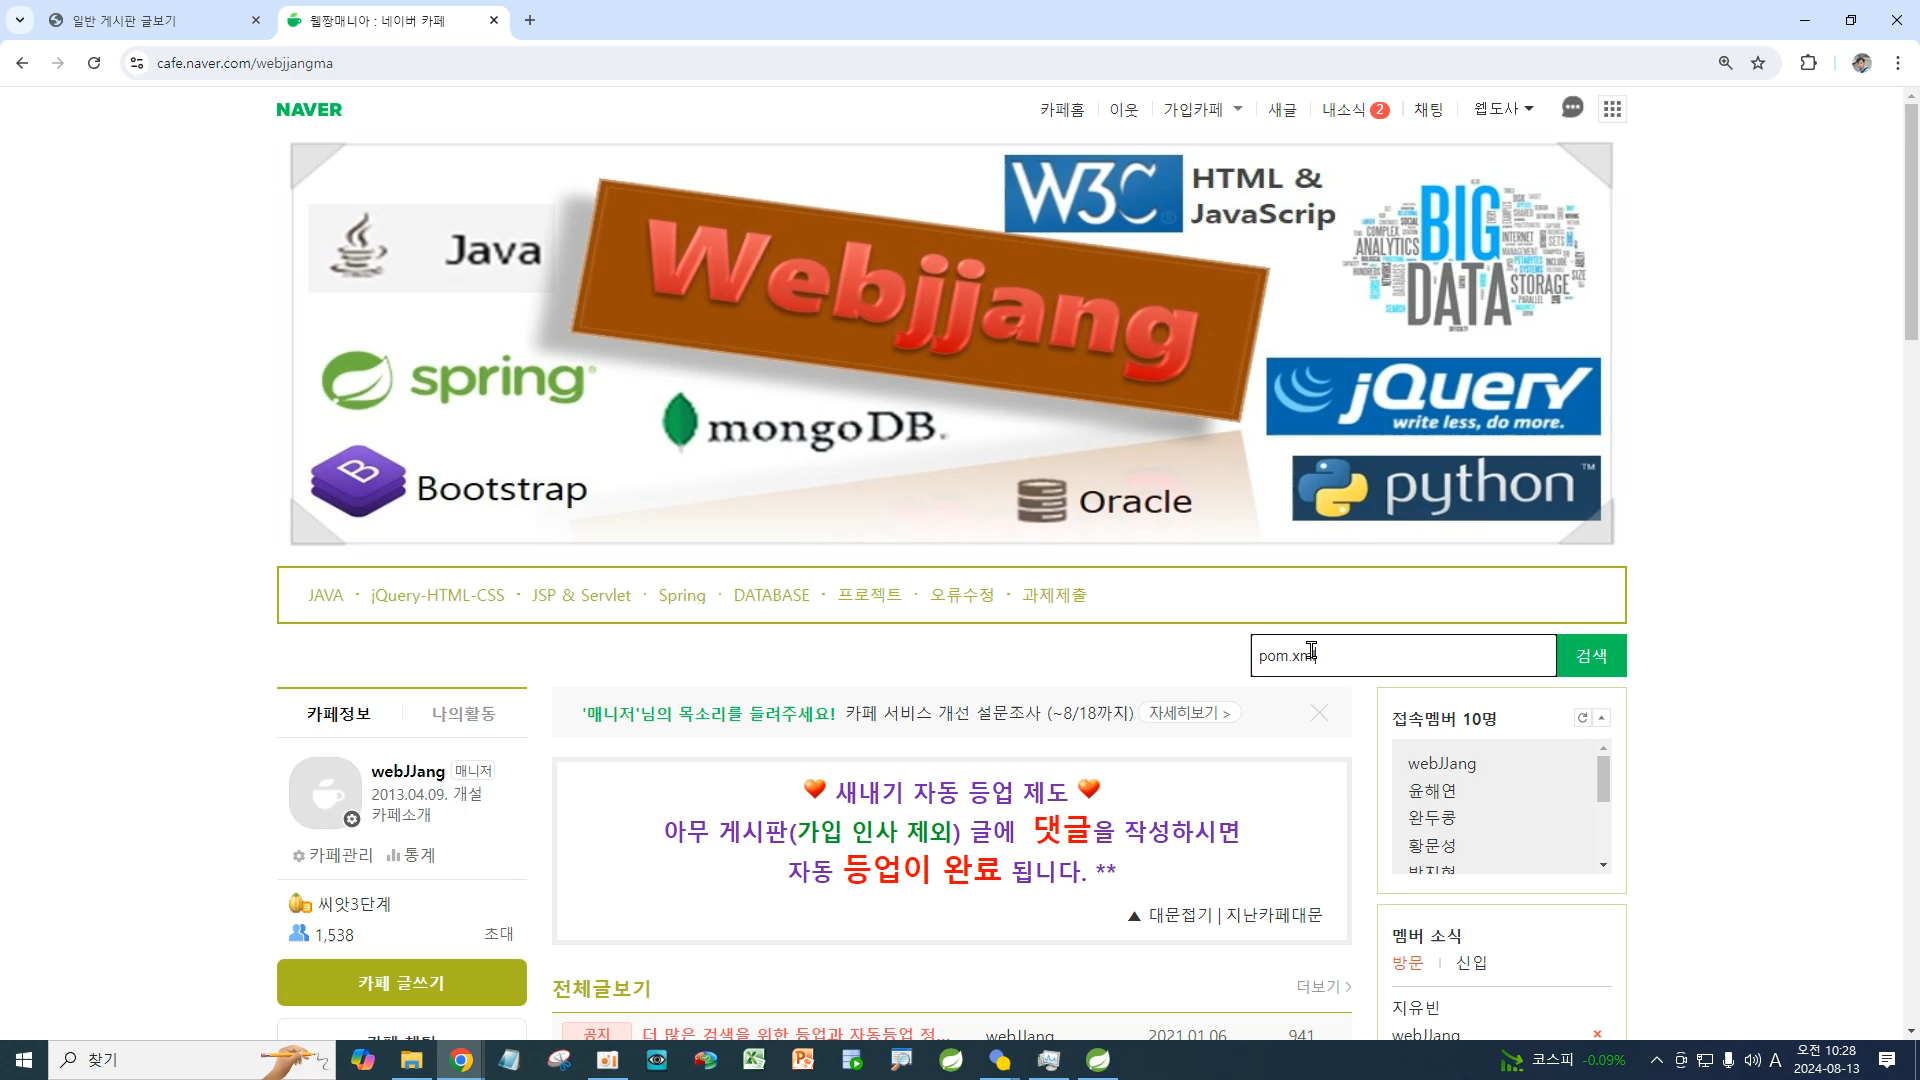 일반 게시판 글보기
웹짱매니아 : 네이버 카페
cafe.naver.com/webjjangma
NAVER
카페홈 이웃 가입카페 새글 내소식 2 채팅 웹도사
Java
Webjjang
W3C
HTML &
JavaScrip
BIG
DATA
ANALYTICS
STORAGE
spring
mongoDB.
jQuery
write less, do more.
Bootstrap
Oracle
python
JAVA · jQuery-HTML-CSS · JSP & Servlet · Spring · DATABASE · 프로젝트 · 오류수정 · 과제제출
pom.xml
검색
카페정보 나의활동
webJJang 매니저
2013.04.09. 개설
카페소개
카페관리 통계
씨앗3단계
1,538 초대
카페 글쓰기
'매니저'님의 목소리를 들려주세요! 카페 서비스 개선 설문조사 (~8/18까지) 자세히보기 >
새내기 자동 등업 제도
아무 게시판(가입 인사 제외) 글에 댓글을 작성하시면
자동 등업이 완료 됩니다. **
▲ 대문접기 | 지난카페대문
전체글보기 더보기 >
공지 더 많은 검색을 위한 등업과 자동등업 정... webJJang 2021.01.06 941
접속멤버 10명
webJJang
윤해연
완두콩
황문성
박지현
멤버 소식
방문 신입
지유빈
webJJang
찾기
코스피 -0.09%
A
오전 10:28
2024-08-13